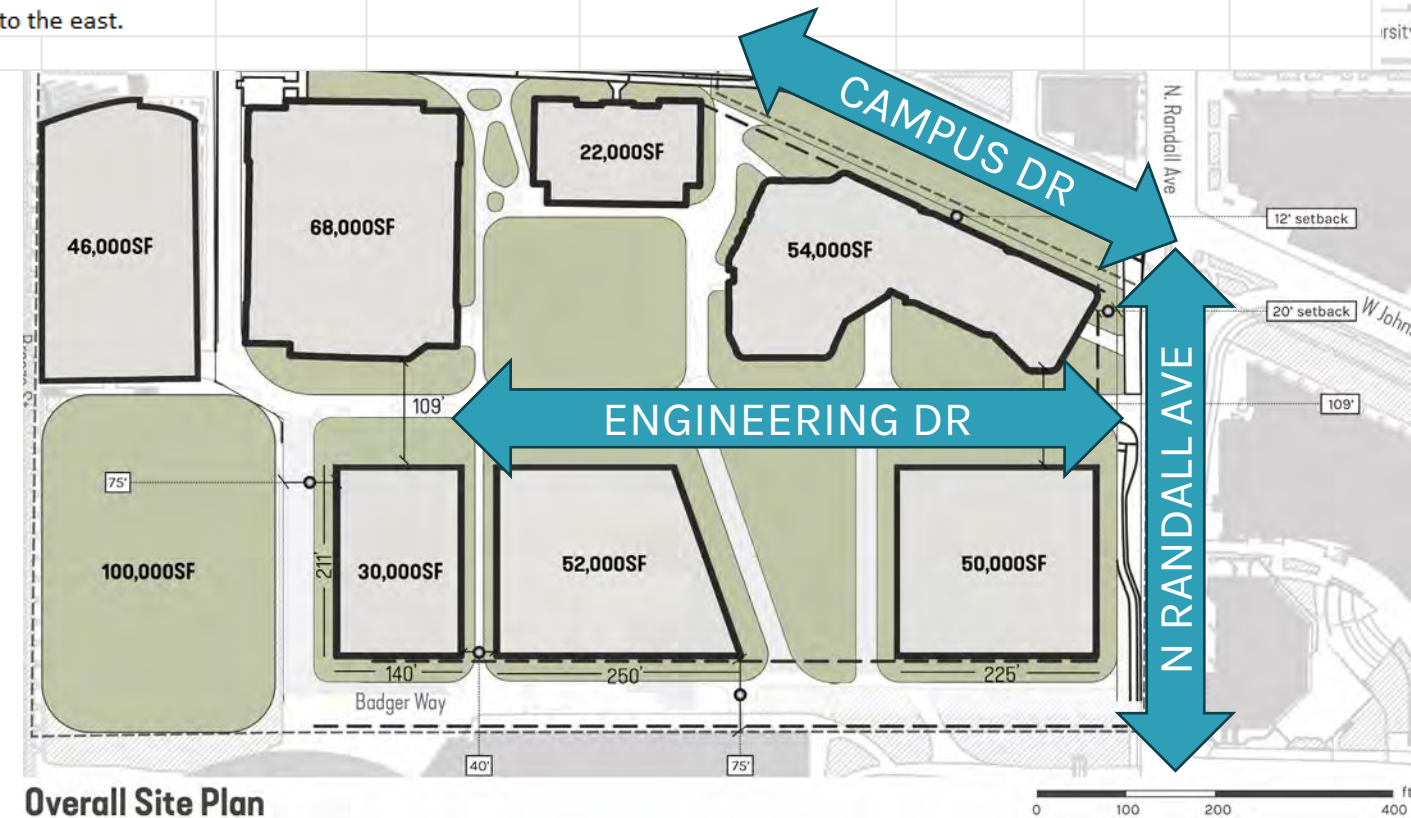 to the east.
CAMPUS DR
N. Randall Ave
22,000SF
68,000SF
46,000SF
54,000SF
12' setback
20' setback
W John
109'
ENGINEERING DR
109'
N RANDALL AVE
75'
211'
100,000SF
30,000SF
52,000SF
50,000SF
140'
250'
225'
Badger Way
40'
75'
Overall Site Plan
ft
0 100 200 400